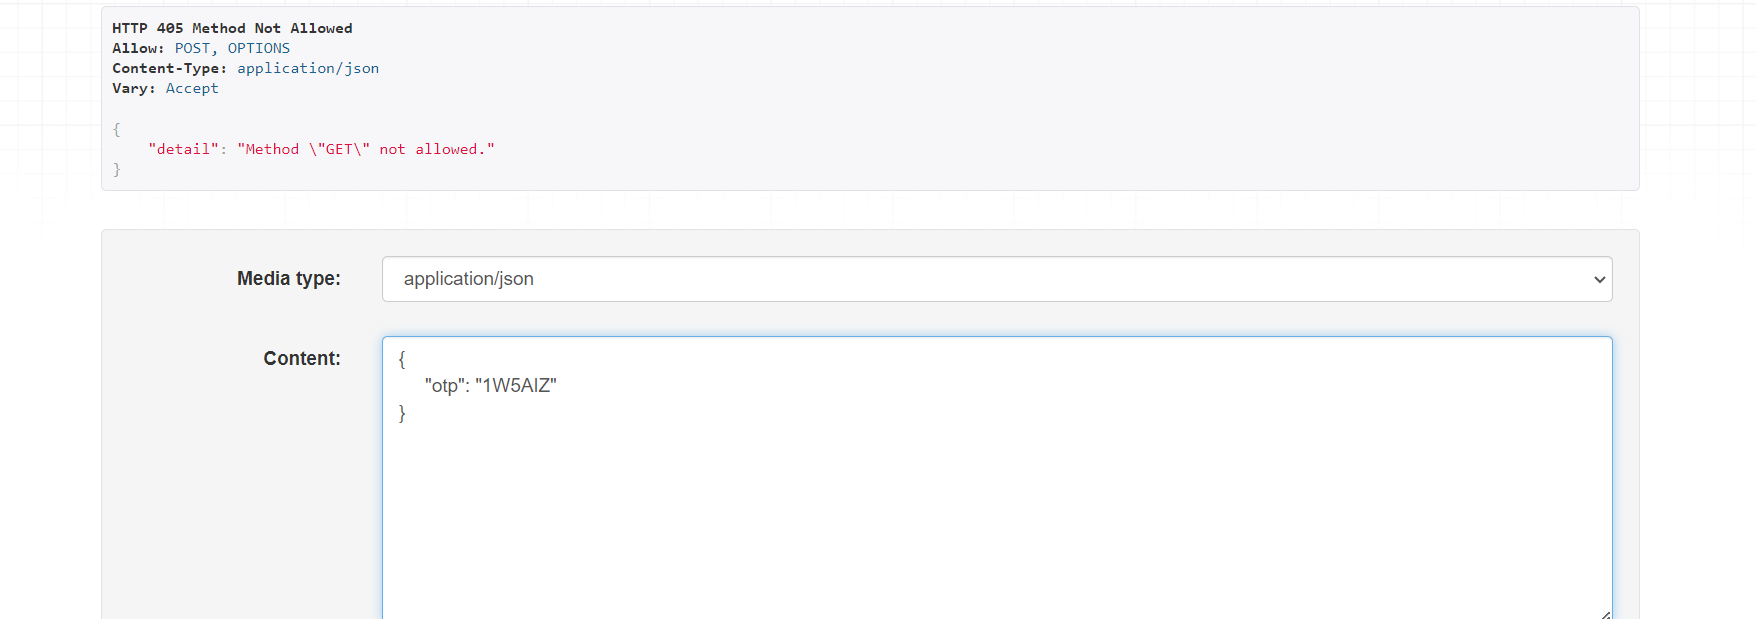 HTTP 405 Method Not Allowed
Allow: POST, OPTIONS
Content-Type: application/json
Vary: Accept
{
"detail": "Method \"GET\" not allowed."
}
Media type:
application/json
Content:
{
"otp": "1W5AIZ"
}